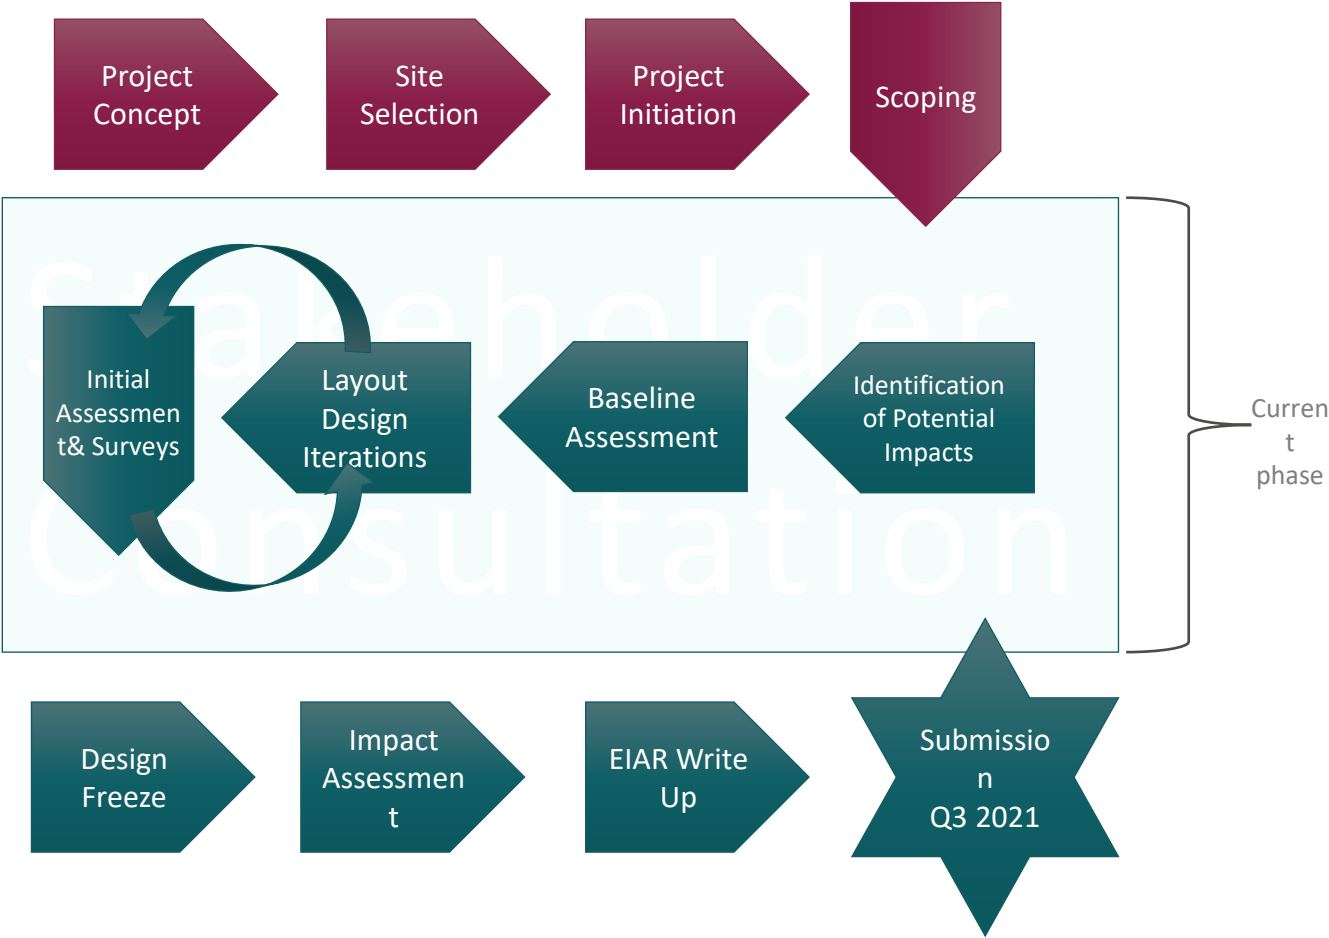 Project
Concept
Site
Selection
Project
Initiation
Scoping
Stakeholder
Consultation
Initial
Assessmen
t& Surveys
Layout
Design
Iterations
Baseline
Assessment
Identification
of Potential
Impacts
Curren
t
phase
Design
Freeze
Impact
Assessmen
t
EIAR Write
Up
Submissio
n
Q3 2021